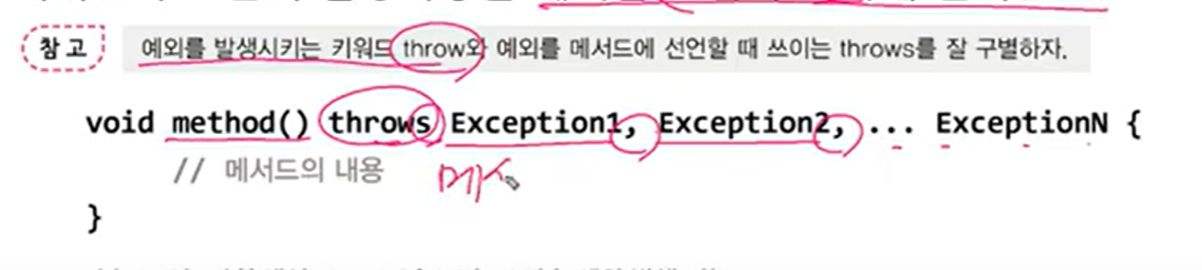 참고 예외를 발생시키는 키워드 throw와 예외를 메서드에 선언할 때 쓰이는 throws를 잘 구별하자.
void method() throws Exception1, Exception2, ... ExceptionN {
// 메서드의 내용
}